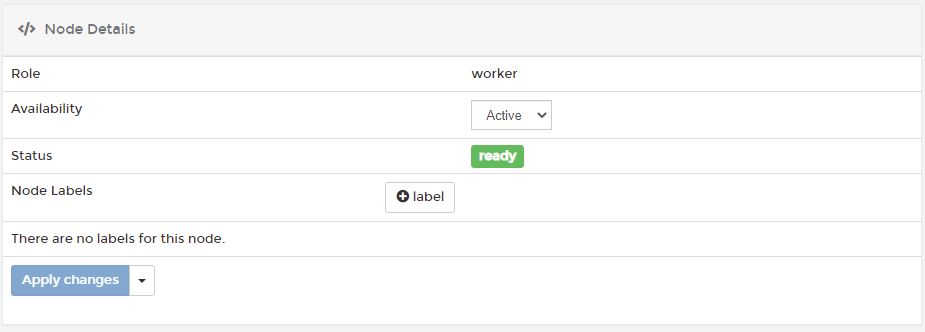 Node Details
Role worker
Availability Active
Status ready
Node Labels label
There are no labels for this node.
Apply changes